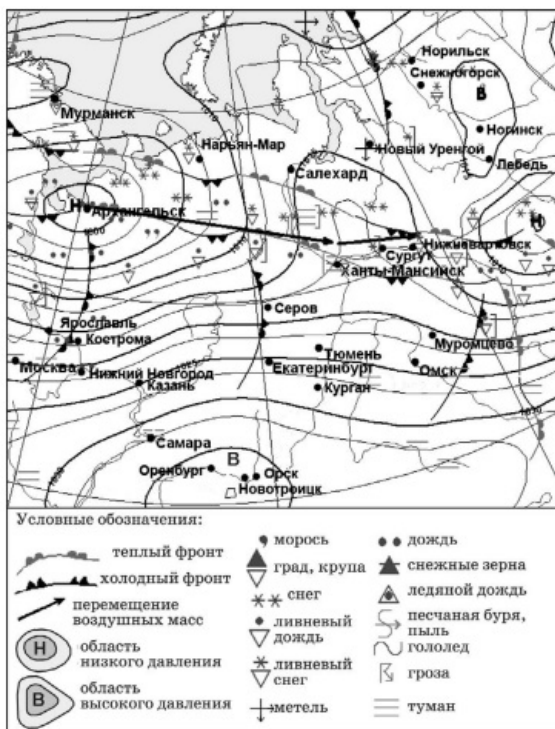 Норильск
Снежногорск
В
Мурманск
Ногинск
Нарьян-Мар
Новый Уренгой
Лебедь
Салехард
Н
Архангельск
Н
Нижневартовск
Сургут
Ханты-Мансийск
Серов
Ярославль
Кострома
Муромцево
Москва
Тюмень
Нижний Новгород
Екатеринбург
Омск
Казань
Курган
Самара
В
Оренбург
Орск
Новотроицк
Условные обозначения:
теплый фронт
холодный фронт
перемещение
воздушных масс
Н
область
низкого давления
В
область
высокого давления
морось
град, крупа
снег
ливневый
дождь
ливневый
снег
метель
дождь
снежные зерна
ледяной дождь
песчаная буря,
пыль
гололед
гроза
туман